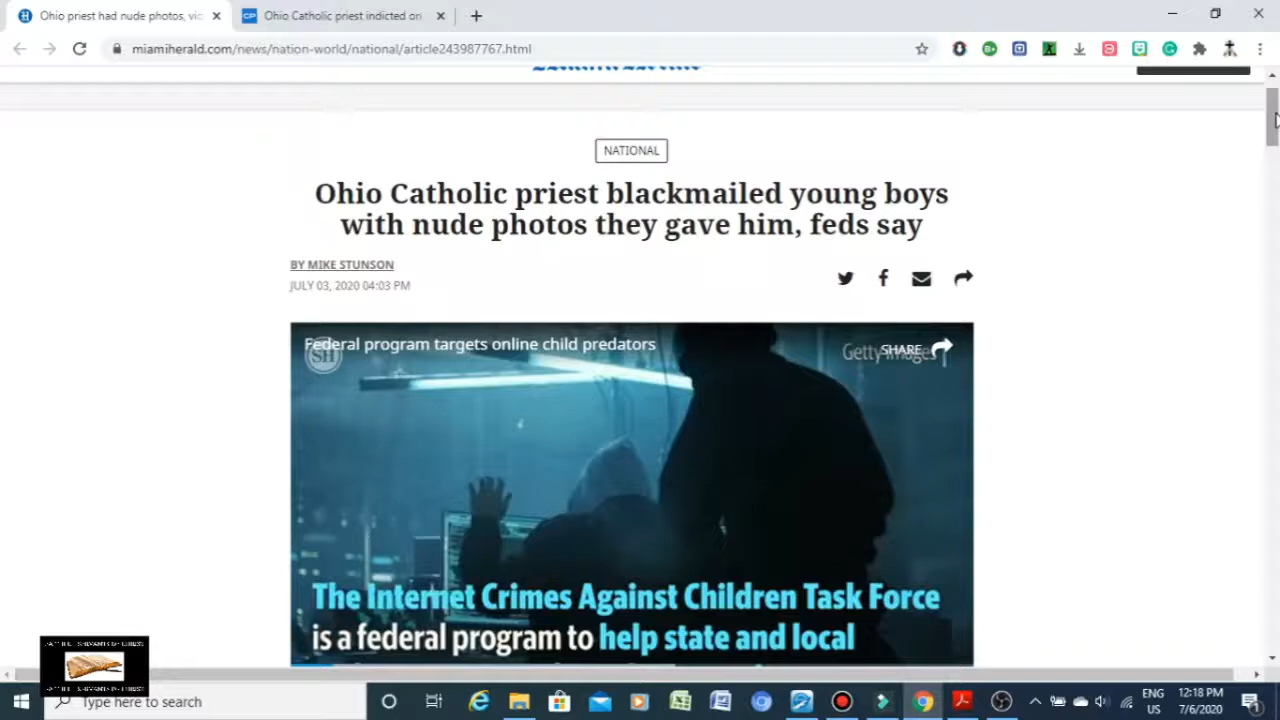 Ohio priest had nude photos, vic
Ohio Catholic priest indicted on
miamiherald.com/news/nation-world/national/article243987767.html
NATIONAL
Ohio Catholic priest blackmailed young boys
with nude photos they gave him, feds say
BY MIKE STUNSON
JULY 03, 2020 04:03 PM
Federal program targets online child predators
SH
Getty Images
SHARE
The Internet Crimes Against Children Task Force
is a federal program to help state and local
Type here to search
ENG
US
12:18 PM
7/6/2020